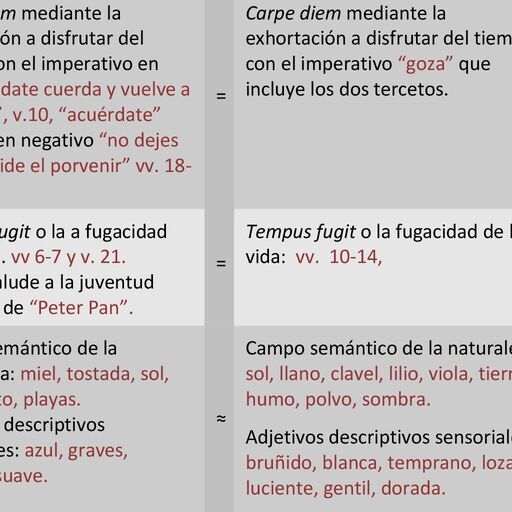 m mediante la
ón a disfrutar del
on el imperativo en
date cuerda y vuelve a
, v.10, “acuérdate”
en negativo “no dejes
ide el porvenir” vv. 18-
=
Carpe diem mediante la
exhortación a disfrutar del tiem
con el imperativo “goza” que
incluye los dos tercetos.
ugit o la a fugacidad
. vv 6-7 y v. 21.
lude a la juventud
de “Peter Pan”.
=
Tempus fugit o la fugacidad de l
vida: vv. 10-14,
emántico de la
a: miel, tostada, sol,
o, playas.
descriptivos
es: azul, graves,
suave.
≈
Campo semántico de la naturale
sol, llano, clavel, lilio, viola, tierr
humo, polvo, sombra.
Adjetivos descriptivos sensorial
bruñido, blanca, temprano, loza
luciente, gentil, dorada.